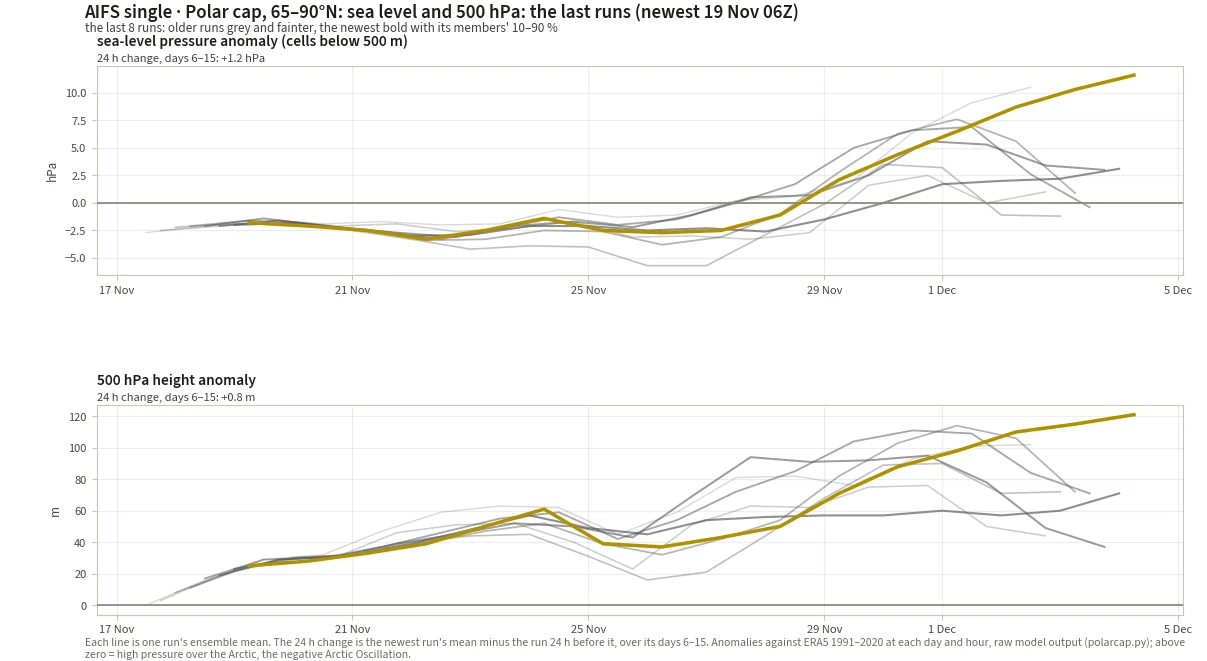 AIFS single · Polar cap, 65–90°N: sea level and 500 hPa: the last runs (newest 19 Nov 06Z)
the last 8 runs: older runs grey and fainter, the newest bold with its members' 10–90 %
sea-level pressure anomaly (cells below 500 m)
24 h change, days 6–15: +1.2 hPa
10.0
7.5
5.0
2.5
0.0
−2.5
−5.0
hPa
17 Nov
21 Nov
25 Nov
29 Nov
1 Dec
5 Dec
500 hPa height anomaly
24 h change, days 6–15: +0.8 m
120
100
80
60
40
20
0
m
17 Nov
21 Nov
25 Nov
29 Nov
1 Dec
5 Dec
Each line is one run's ensemble mean. The 24 h change is the newest run's mean minus the run 24 h before it, over its days 6–15. Anomalies against ERA5 1991–2020 at each day and hour, raw model output (polarcap.py); above
zero = high pressure over the Arctic, the negative Arctic Oscillation.